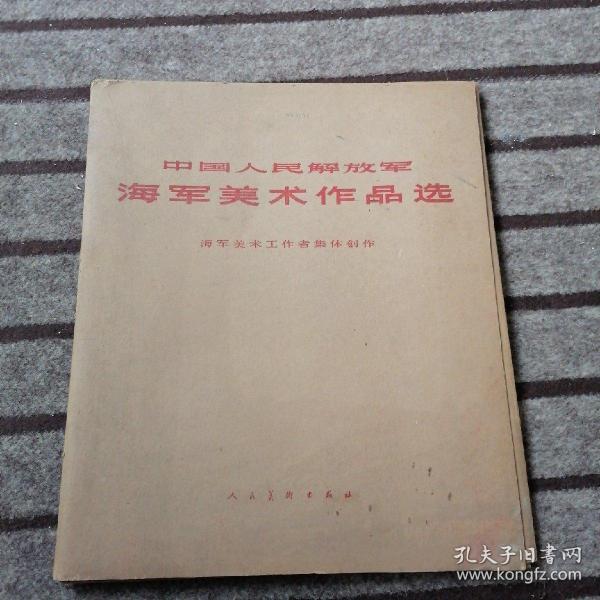 中国人民解放军
海军美术作品选
海军美术工作者集体创作
人民美術出版社
孔夫子旧書网
www.kongfz.com